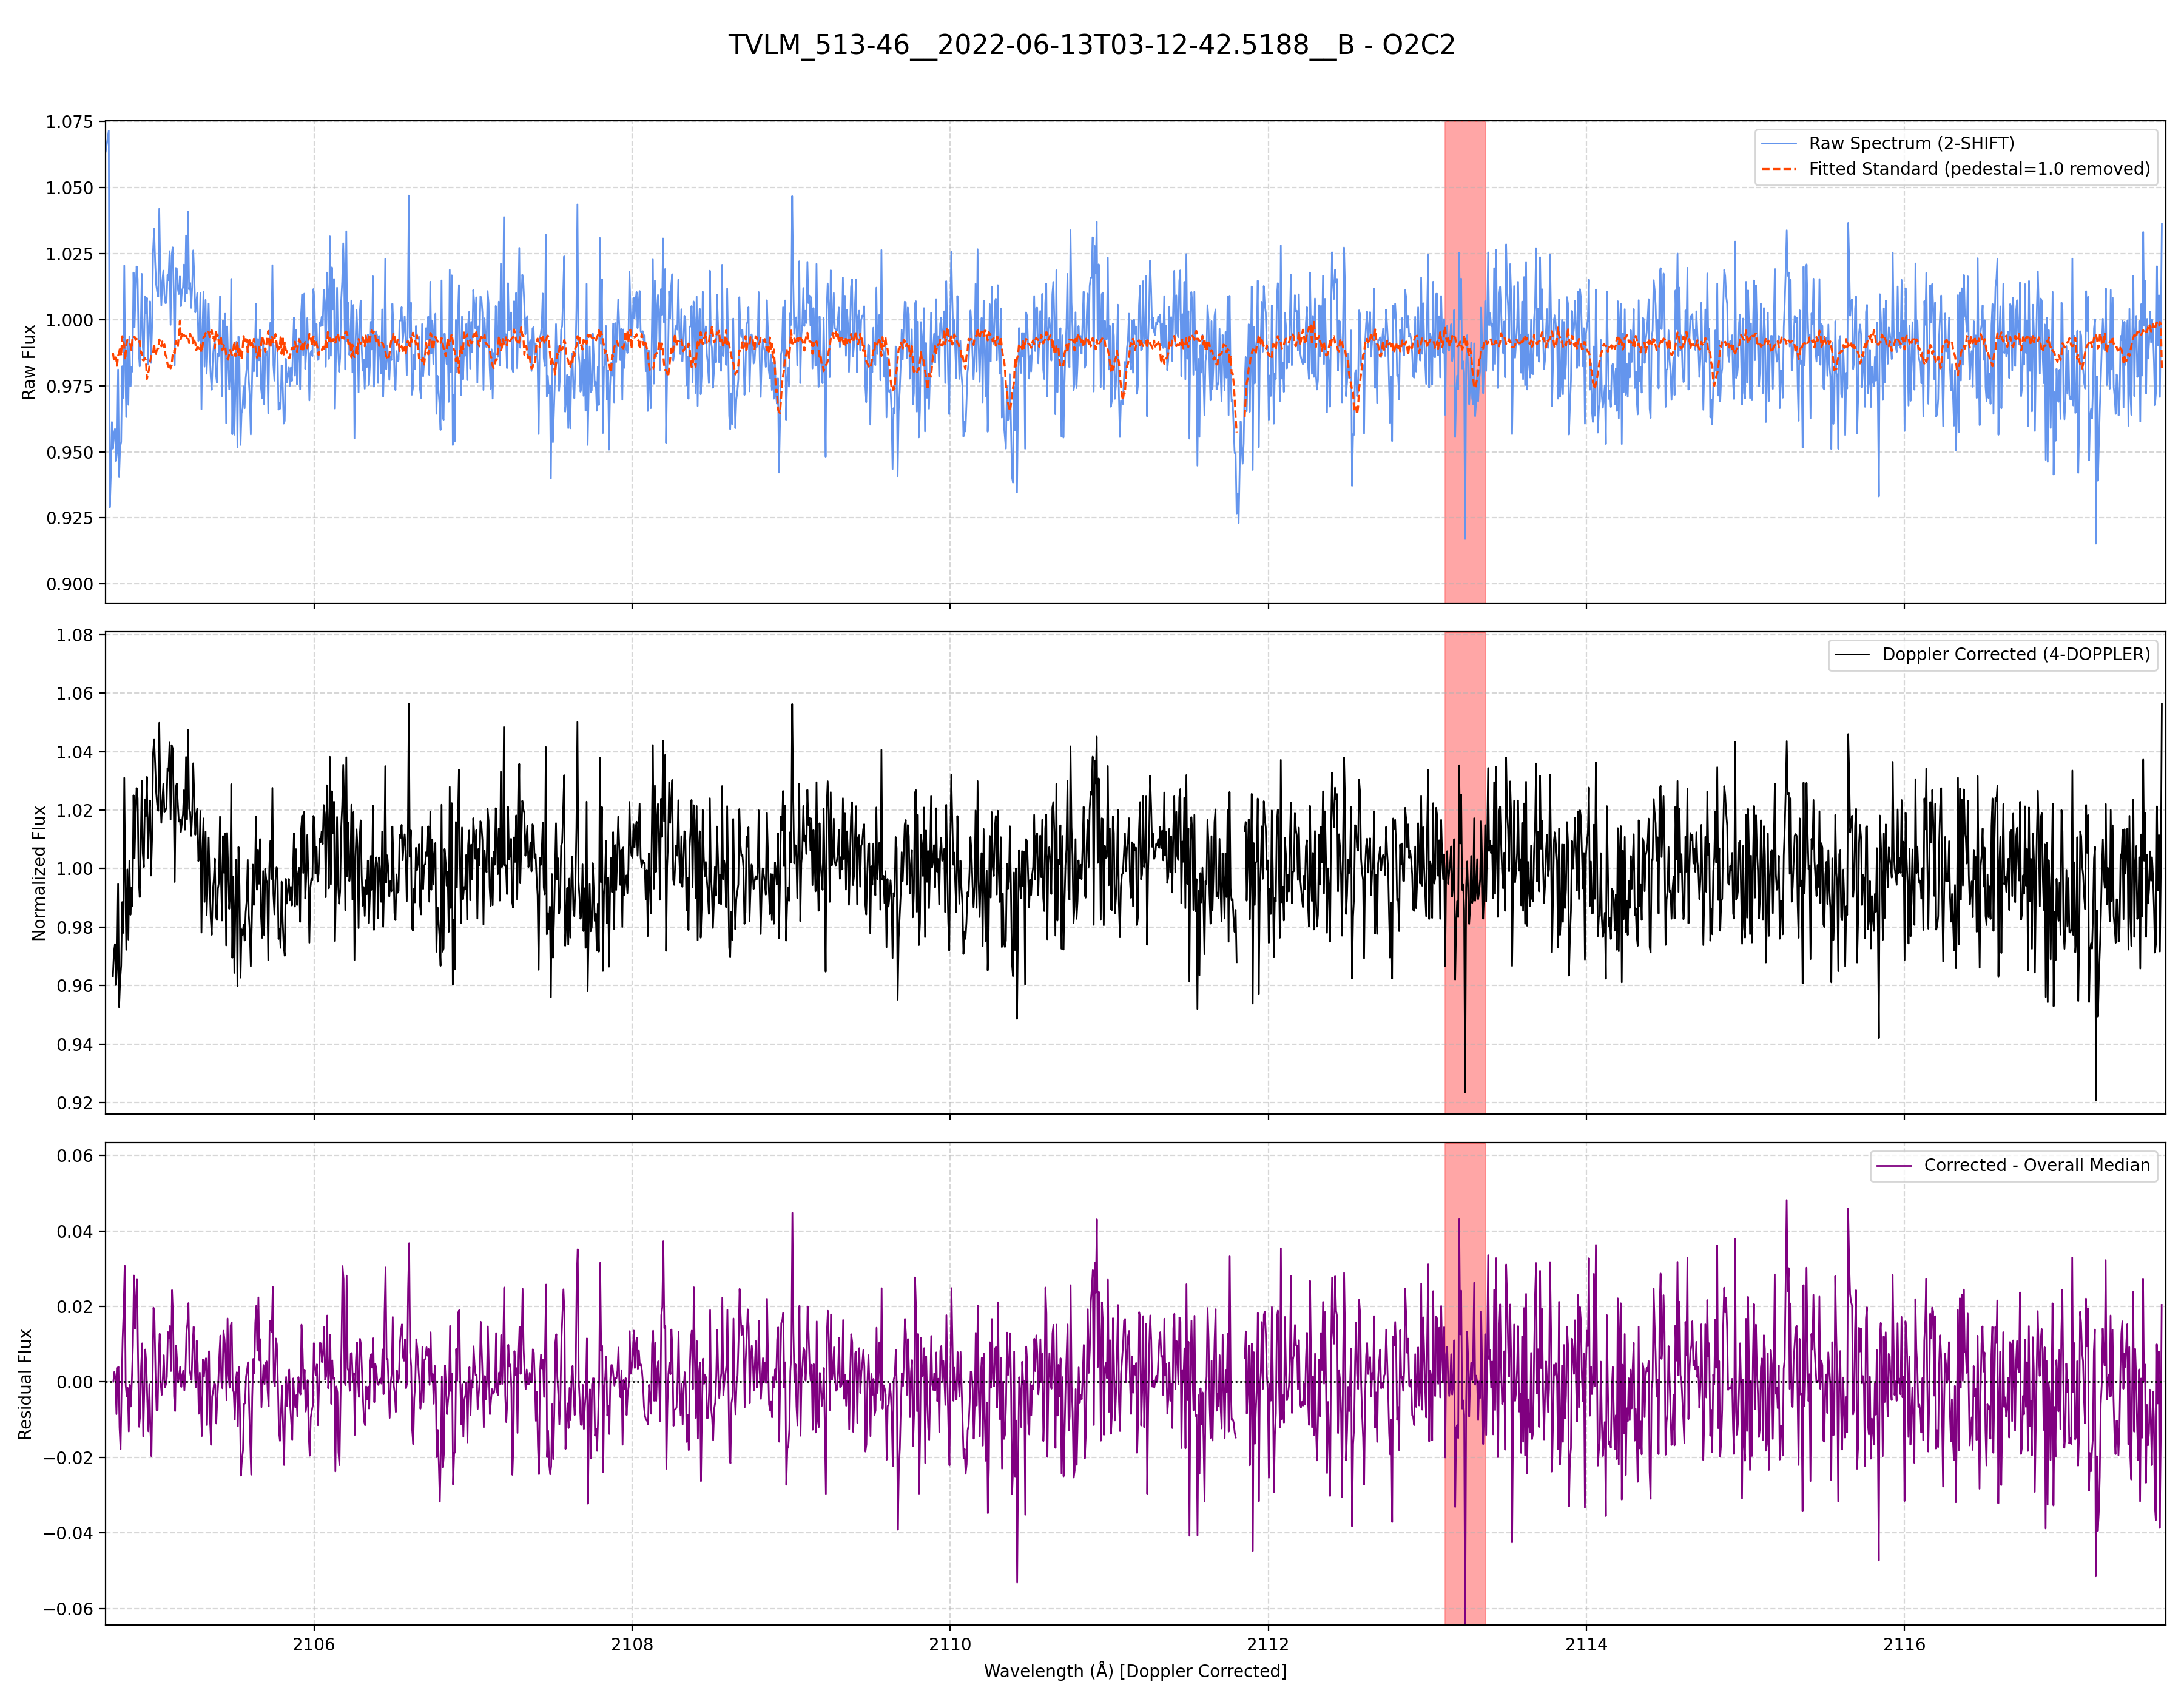 TVLM_513-46__2022-06-13T03-12-42.5188__B - O2C2
Raw Flux
1.075
1.050
1.025
1.000
0.975
0.950
0.925
0.900
Raw Spectrum (2-SHIFT)
Fitted Standard (pedestal=1.0 removed)
Normalized Flux
1.08
1.06
1.04
1.02
1.00
0.98
0.96
0.94
0.92
Doppler Corrected (4-DOPPLER)
Residual Flux
0.06
0.04
0.02
0.00
−0.02
−0.04
−0.06
Corrected - Overall Median
2106 2108 2110 2112 2114 2116
Wavelength (Å) [Doppler Corrected]